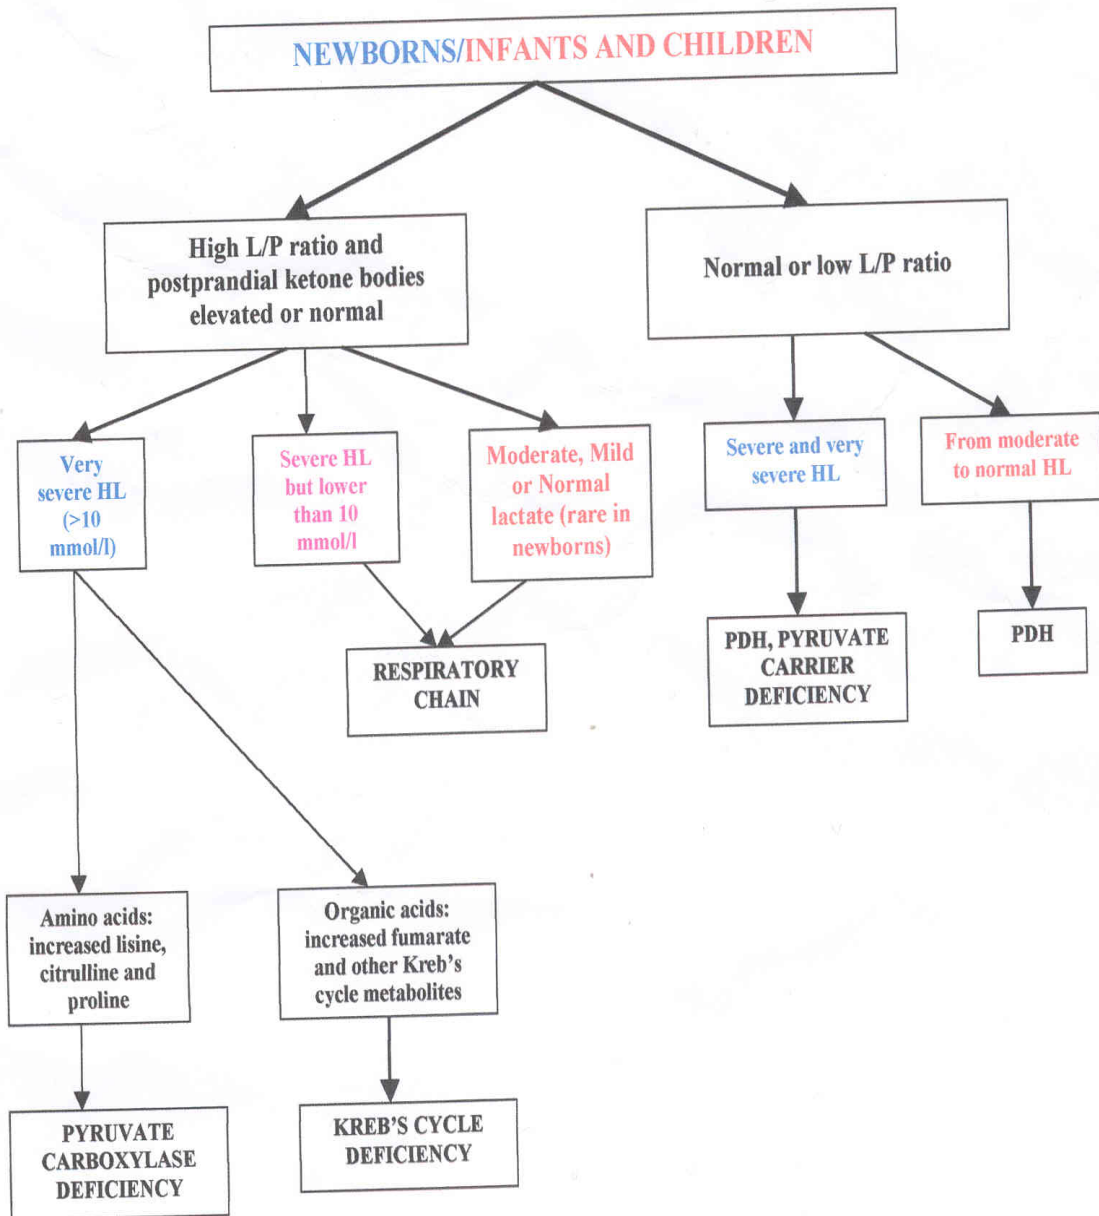 NEWBORNS/INFANTS AND CHILDREN
High L/P ratio and
postprandial ketone bodies
elevated or normal
Normal or low L/P ratio
Very
severe HL
(>10
mmol/l)
Severe HL
but lower
than 10
mmol/l
Moderate, Mild
or Normal
lactate (rare in
newborns)
Severe and very
severe HL
From moderate
to normal HL
RESPIRATORY
CHAIN
PDH, PYRUVATE
CARRIER
DEFICIENCY
PDH
Amino acids:
increased lisine,
citrulline and
proline
Organic acids:
increased fumarate
and other Kreb's
cycle metabolites
PYRUVATE
CARBOXYLASE
DEFICIENCY
KREB'S CYCLE
DEFICIENCY